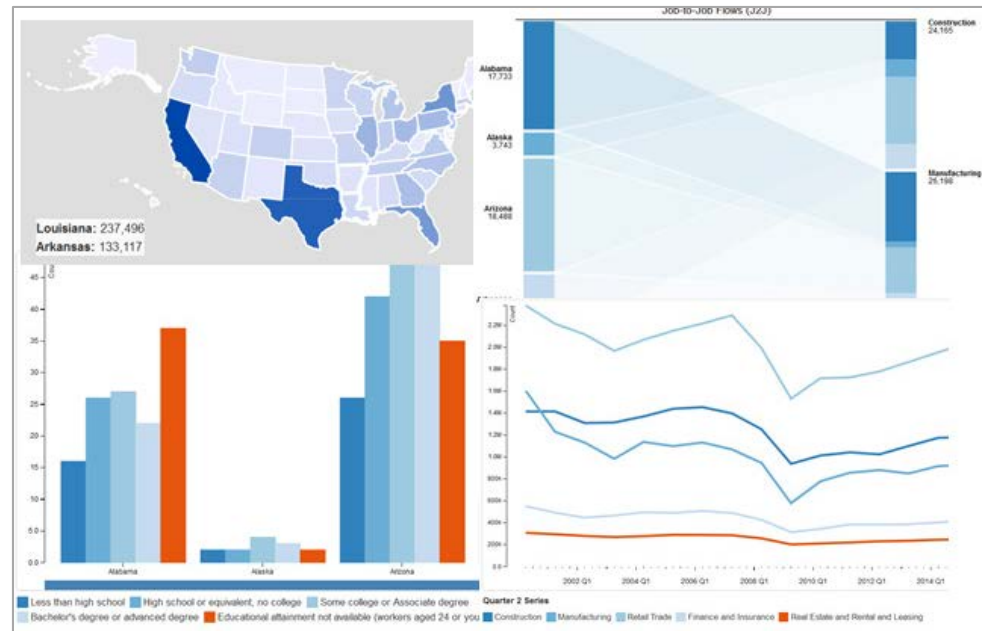 Job-to-Job Flows (J2J)
Louisiana: 237,496
Arkansas: 133,117
Alabama
17,733
Alaska
3,743
Arizona
Construction
24,165
Manufacturing
Count
45
40
35
30
25
20
15
10
5.0
0.0
Alabama
Alaska
Arizona
Less than high school
High school or equivalent, no college
Some college or Associate degree
Bachelor's degree or advanced degree
Educational attainment not available (workers aged 24 or you
Count
2.2M
2.0M
1.8M
1.6M
1.4M
1.2M
1.0M
800k
600k
400k
200k
0.0
2002 Q1
2004 Q1
2006 Q1
2008 Q1
2010 Q1
2012 Q1
2014 Q1
Quarter 2 Series
Construction
Manufacturing
Retail Trade
Finance and Insurance
Real Estate and Rental and Leasing